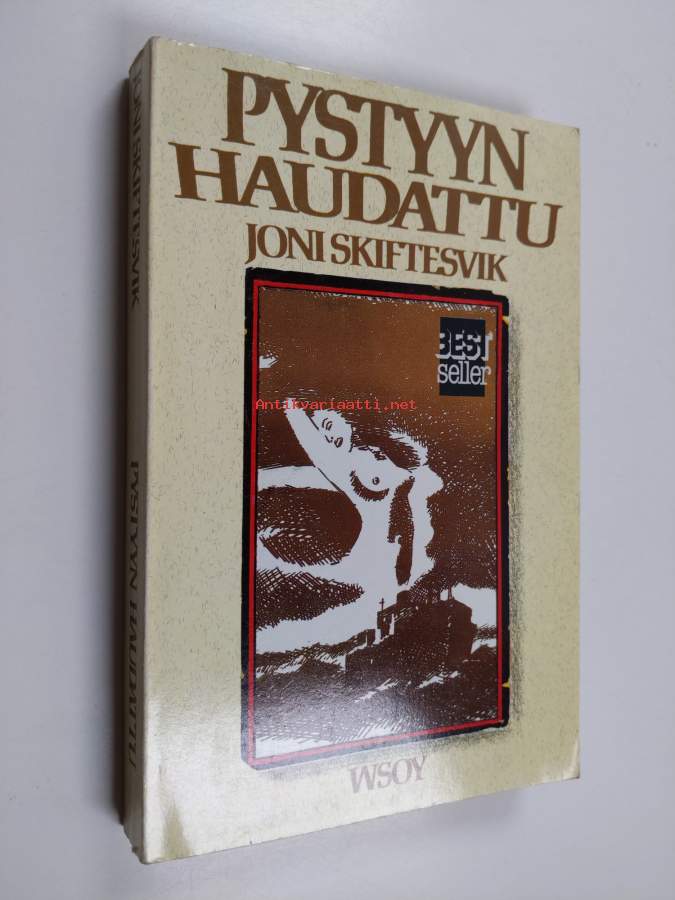 PYSTYYN
HAUDATTU
JONI SKIFTESVIK
BEST
seller
Antikvariaatti.net
WSOY
JONI SKIFTESVIK
PYSTYYN HAUDATTU